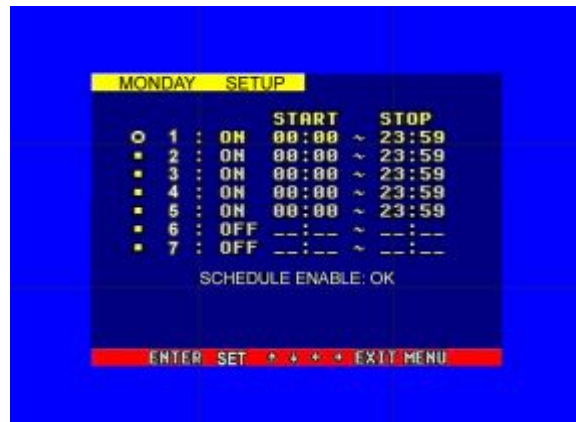 MONDAY SETUP
START STOP
1 : ON 00:00 ~ 23:59
2 : ON 00:00 ~ 23:59
3 : ON 00:00 ~ 23:59
4 : ON 00:00 ~ 23:59
5 : ON 00:00 ~ 23:59
6 : OFF __:__ ~ __:__
7 : OFF __:__ ~ __:__
SCHEDULE ENABLE: OK
ENTER SET EXIT MENU